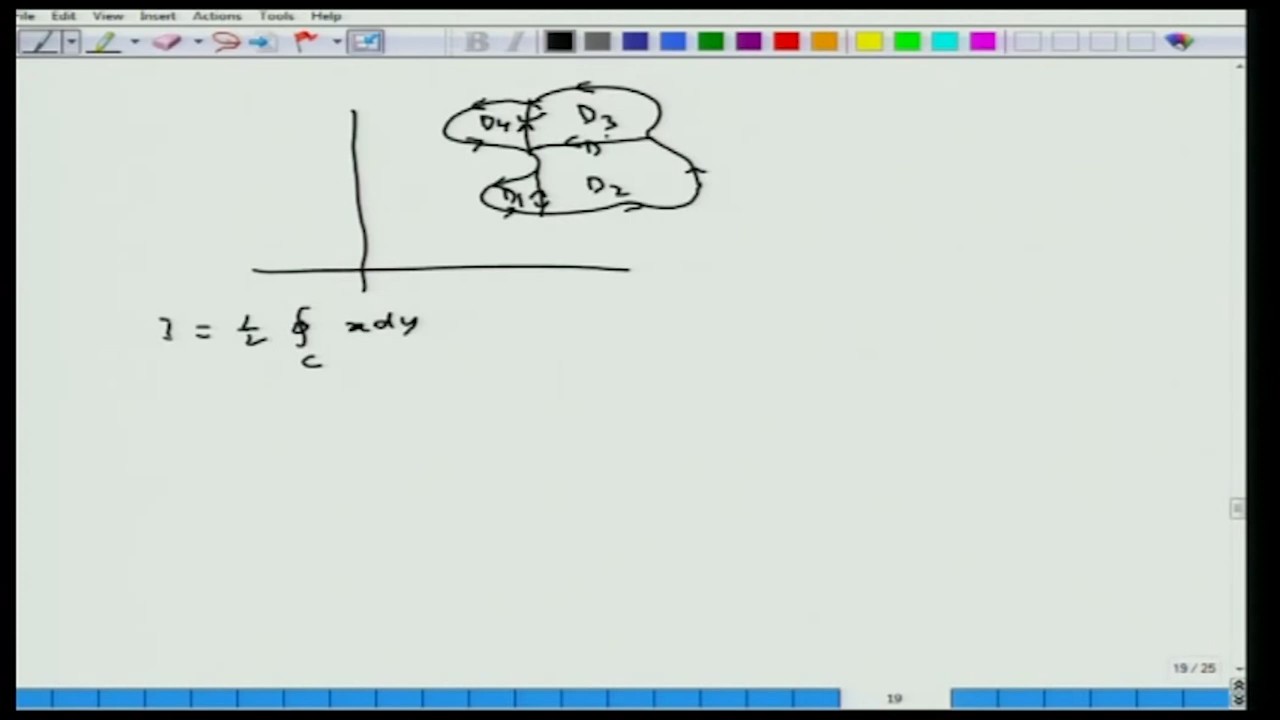 File Edit View Insert Actions Tools Help
B I
D4 D3
D
D1 D2
I = 1/2 ∮ x dy
C
19 / 25
19